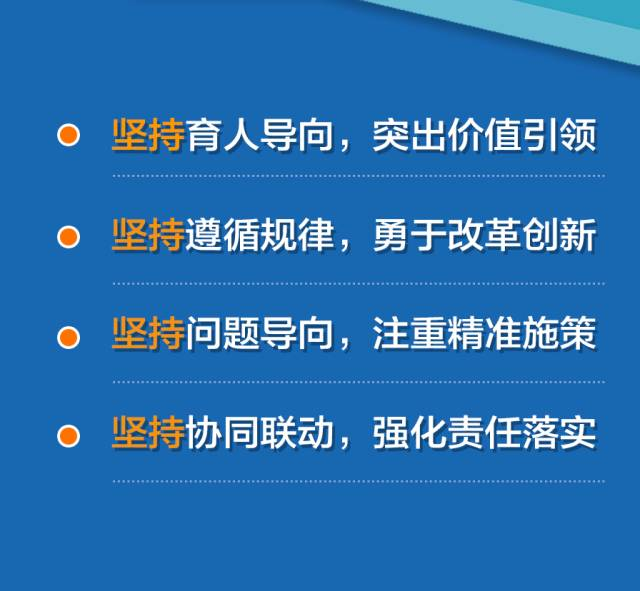 坚持育人导向，突出价值引领
坚持遵循规律，勇于改革创新
坚持问题导向，注重精准施策
坚持协同联动，强化责任落实